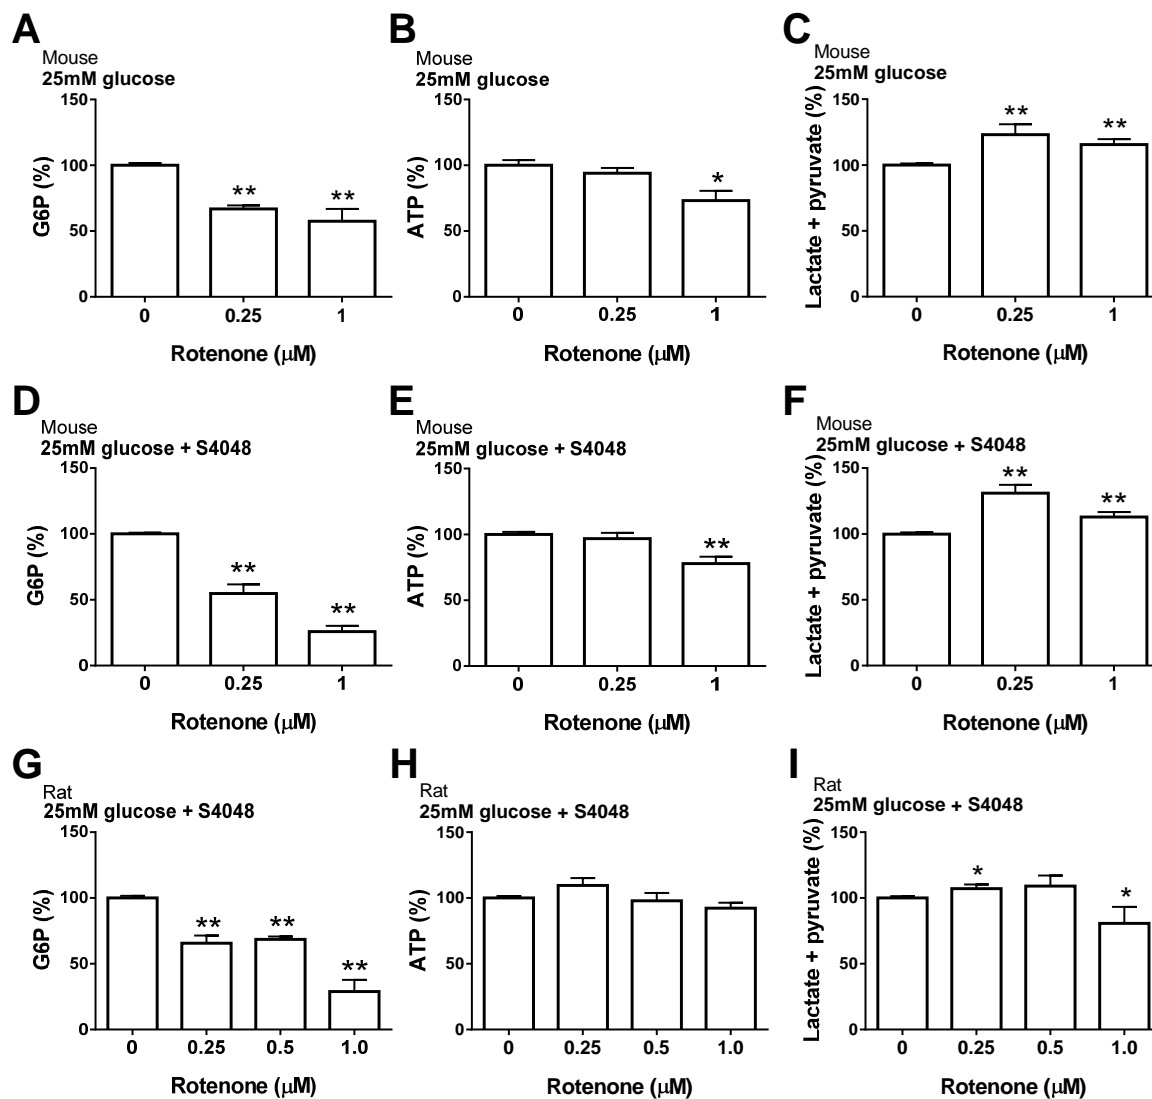 A
Mouse
25mM glucose
G6P (%)
150
100
50
0
**
**
0 0.25 1
Rotenone (μM)
B
Mouse
25mM glucose
ATP (%)
150
100
50
0
*
0 0.25 1
Rotenone (μM)
C
Mouse
25mM glucose
Lactate + pyruvate (%)
150
100
50
0
**
**
0 0.25 1
Rotenone (μM)
D
Mouse
25mM glucose + S4048
G6P (%)
150
100
50
0
**
**
0 0.25 1
Rotenone (μM)
E
Mouse
25mM glucose + S4048
ATP (%)
150
100
50
0
**
0 0.25 1
Rotenone (μM)
F
Mouse
25mM glucose + S4048
Lactate + pyruvate (%)
150
100
50
0
**
**
0 0.25 1
Rotenone (μM)
G
Rat
25mM glucose + S4048
G6P (%)
150
100
50
0
**
**
**
0 0.25 0.5 1.0
Rotenone (μM)
H
Rat
25mM glucose + S4048
ATP (%)
150
100
50
0
0 0.25 0.5 1.0
Rotenone (μM)
I
Rat
25mM glucose + S4048
Lactate + pyruvate (%)
150
100
50
0
*
*
0 0.25 0.5 1.0
Rotenone (μM)